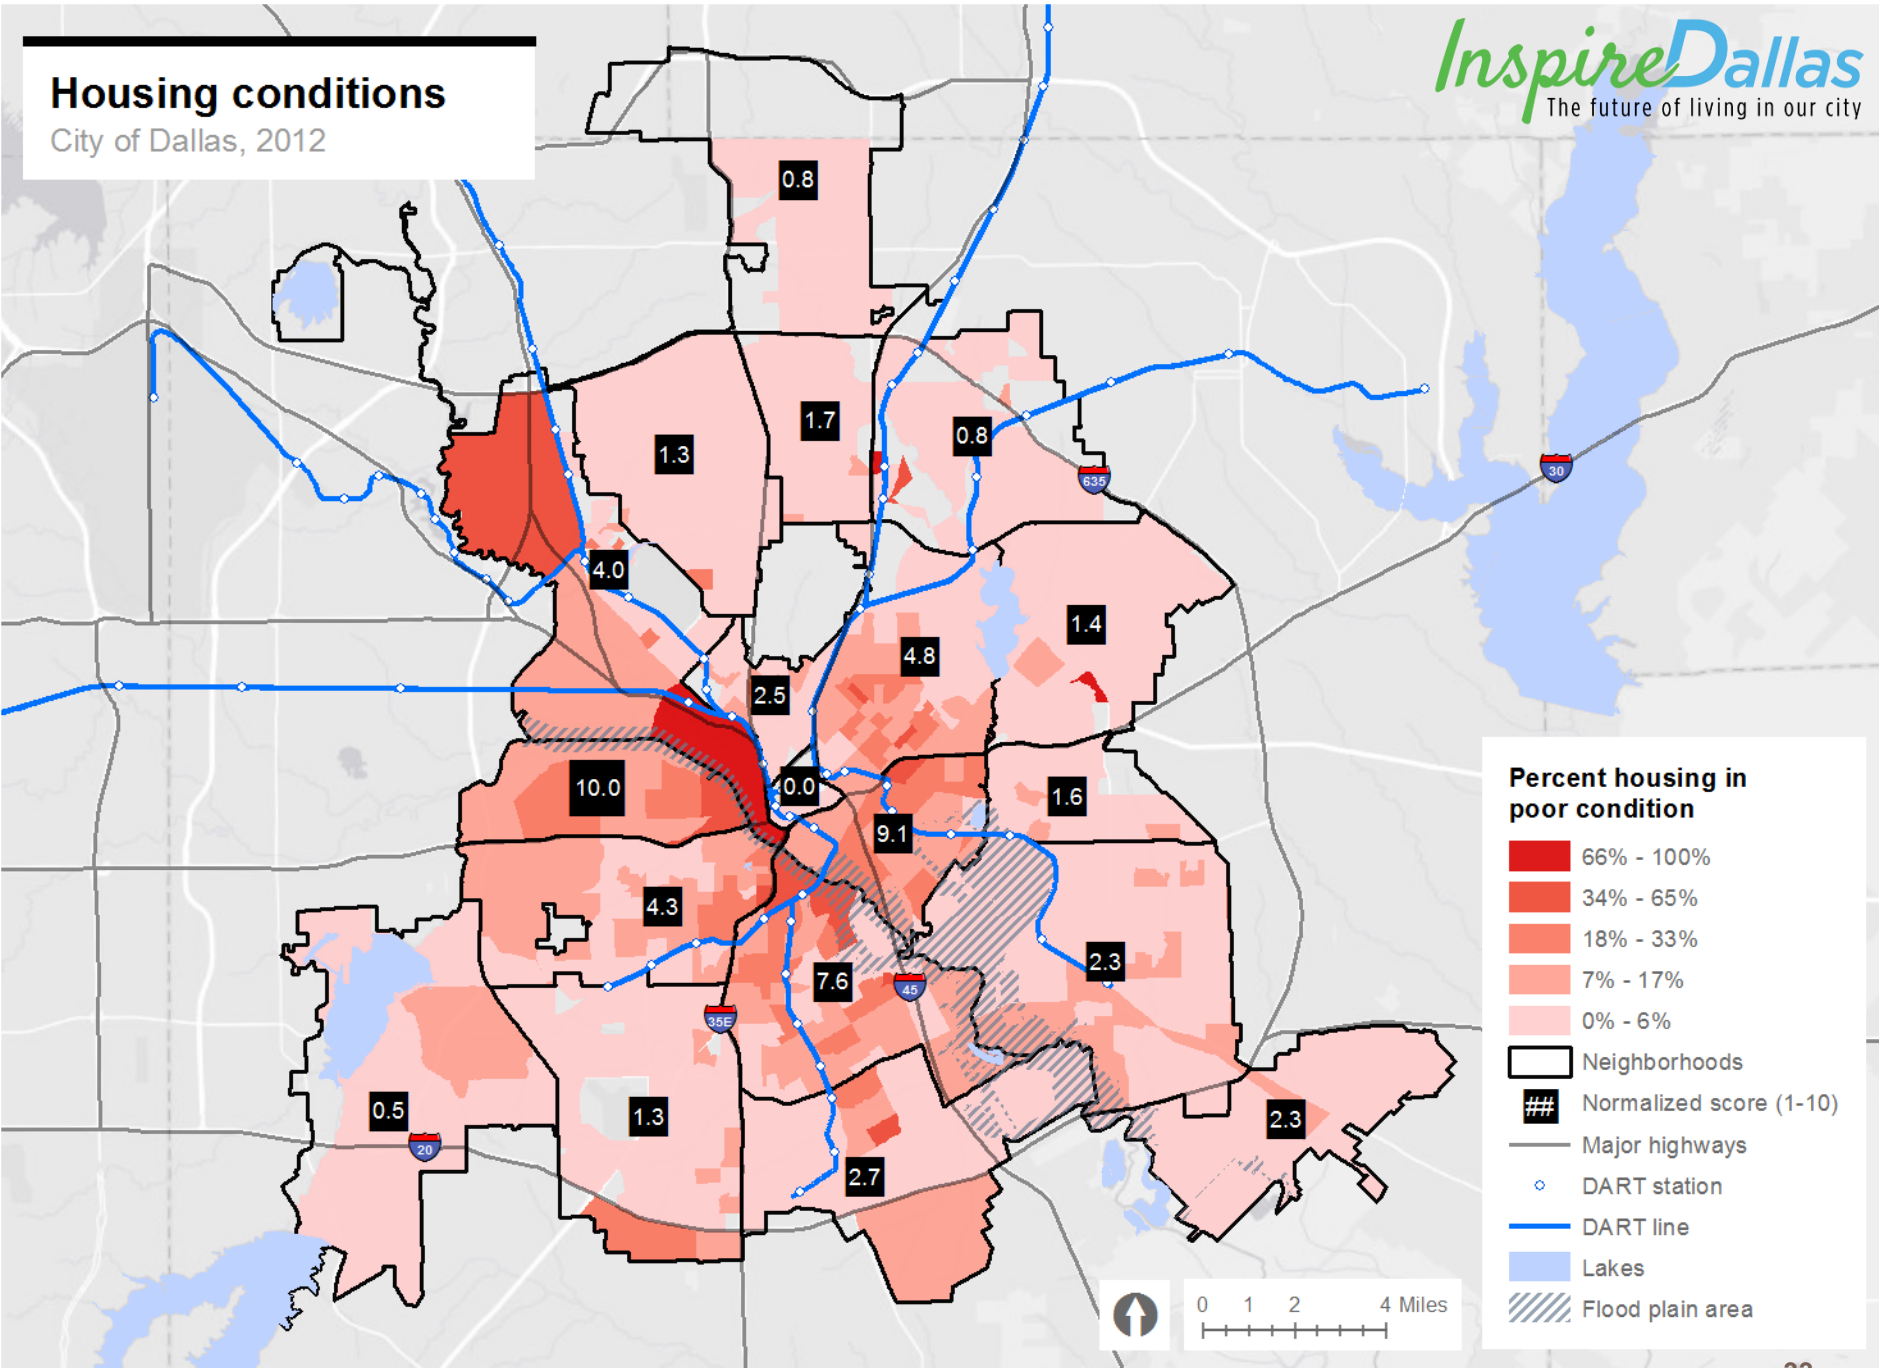 Housing conditions
City of Dallas, 2012
InspireDallas
The future of living in our city
0.8
1.3
1.7
0.8
635
30
4.0
1.4
4.8
2.5
10.0
0.0
1.6
9.1
4.3
2.3
7.6
45
35E
0.5
1.3
2.3
20
2.7
Percent housing in
poor condition
66% - 100%
34% - 65%
18% - 33%
7% - 17%
0% - 6%
Neighborhoods
## Normalized score (1-10)
Major highways
DART station
DART line
Lakes
Flood plain area
0 1 2 4 Miles